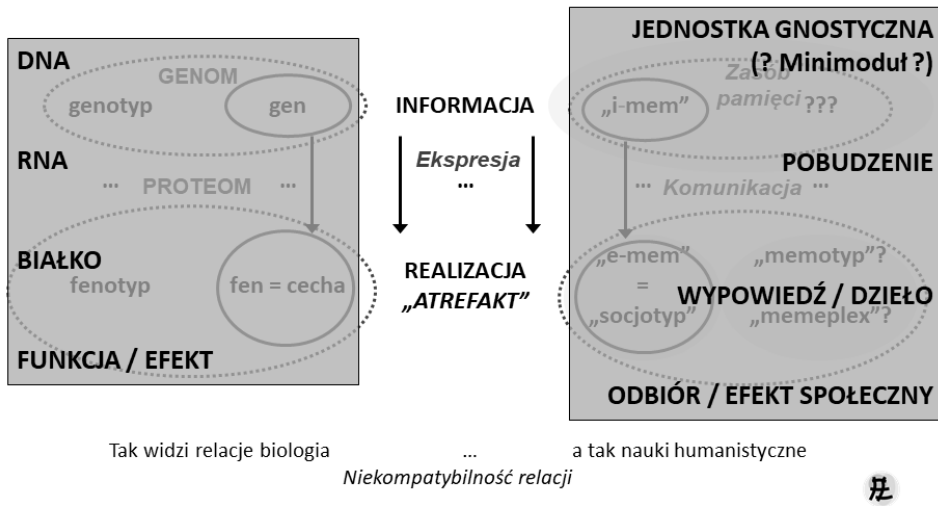 DNA
GENOM
genotyp
gen
RNA
... PROTEOM ...
BIAŁKO
fenotyp
fen = cecha
FUNKCJA / EFEKT
INFORMACJA
Ekspresja
...
REALIZACJA
„ATREFAKT”
JEDNOSTKA GNOSTYCZNA
(? Minimoduł ?)
Zasób
pamięci
„i-mem”
???
POBUDZENIE
... Komunikacja ...
„e-mem”
„memotyp”?
=
WYPOWIEDŹ / DZIEŁO
„socjotyp”
„memeplex”?
ODBIÓR / EFEKT SPOŁECZNY
Tak widzi relacje biologia ... a tak nauki humanistyczne
Niekompatybilność relacji